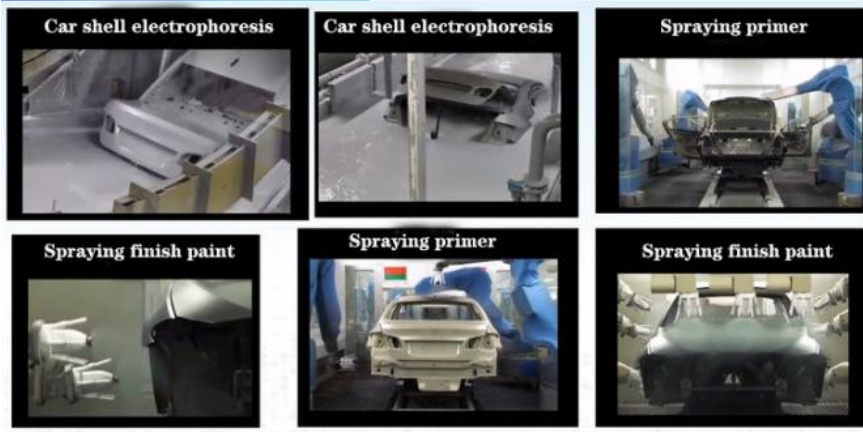 Car shell electrophoresis
Car shell electrophoresis
Spraying primer
Spraying finish paint
Spraying primer
Spraying finish paint